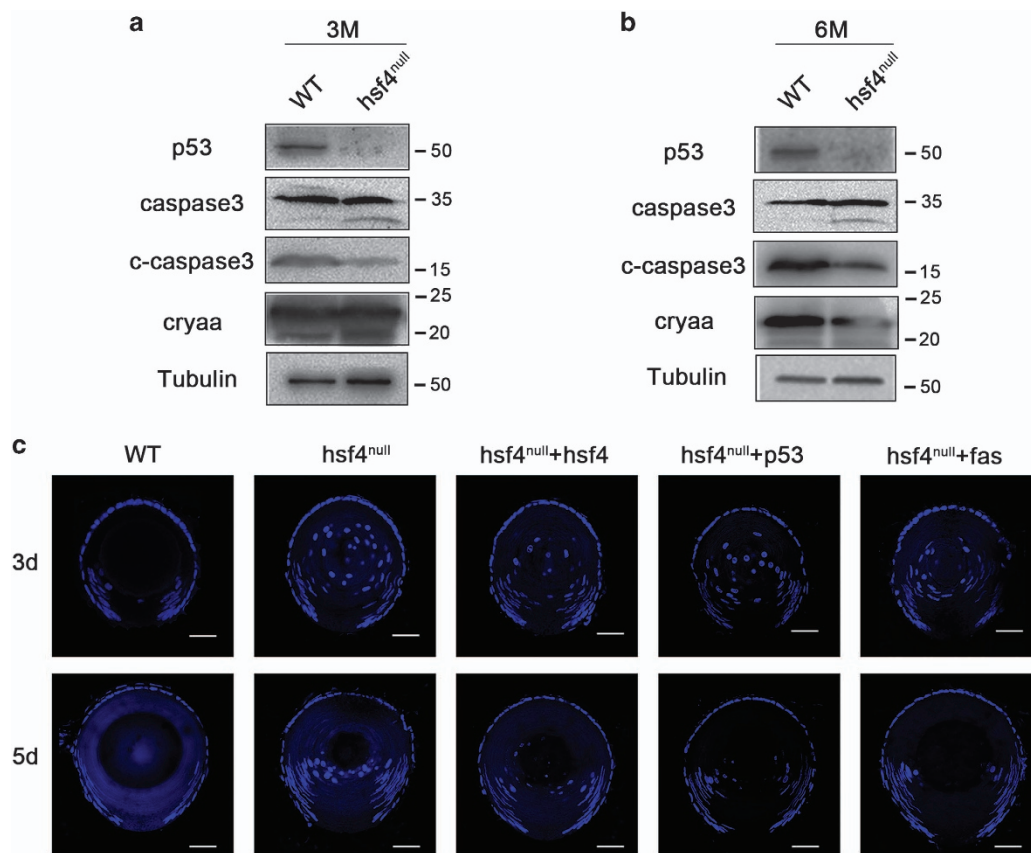 a
3M
WT hsf4null
p53
– 50
caspase3
– 35
c-caspase3
– 15
– 25
cryaa
– 20
Tubulin
– 50
b
6M
WT hsf4null
p53
– 50
caspase3
– 35
c-caspase3
– 15
– 25
cryaa
– 20
Tubulin
– 50
c
WT hsf4null hsf4null+hsf4 hsf4null+p53 hsf4null+fas
3d
5d